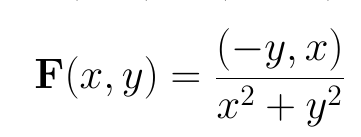 F(x, y) = (−y, x) / (x² + y²)